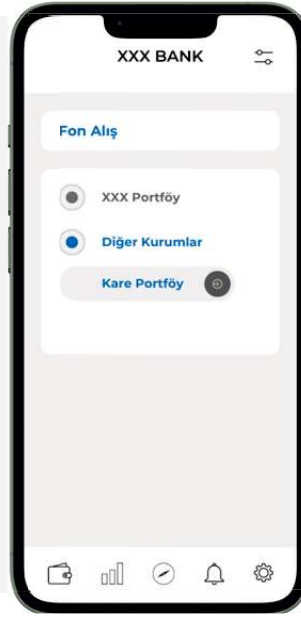 XXX BANK
Fon Alış
XXX Portföy
Diğer Kurumlar
Kare Portföy